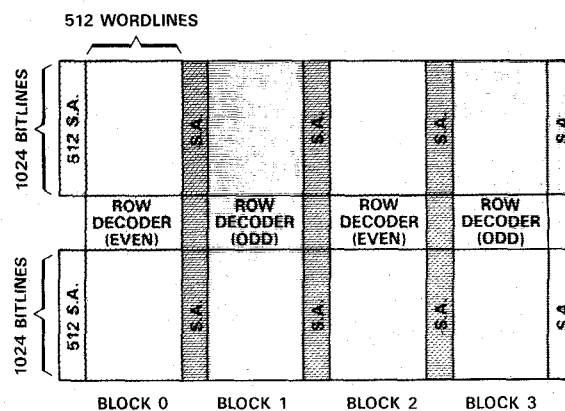 512 WORDLINES
1024 BITLINES
512 S.A.
S.A.
S.A.
S.A.
S.A.
ROW DECODER (EVEN)
ROW DECODER (ODD)
ROW DECODER (EVEN)
ROW DECODER (ODD)
1024 BITLINES
512 S.A.
S.A.
S.A.
S.A.
S.A.
BLOCK 0
BLOCK 1
BLOCK 2
BLOCK 3